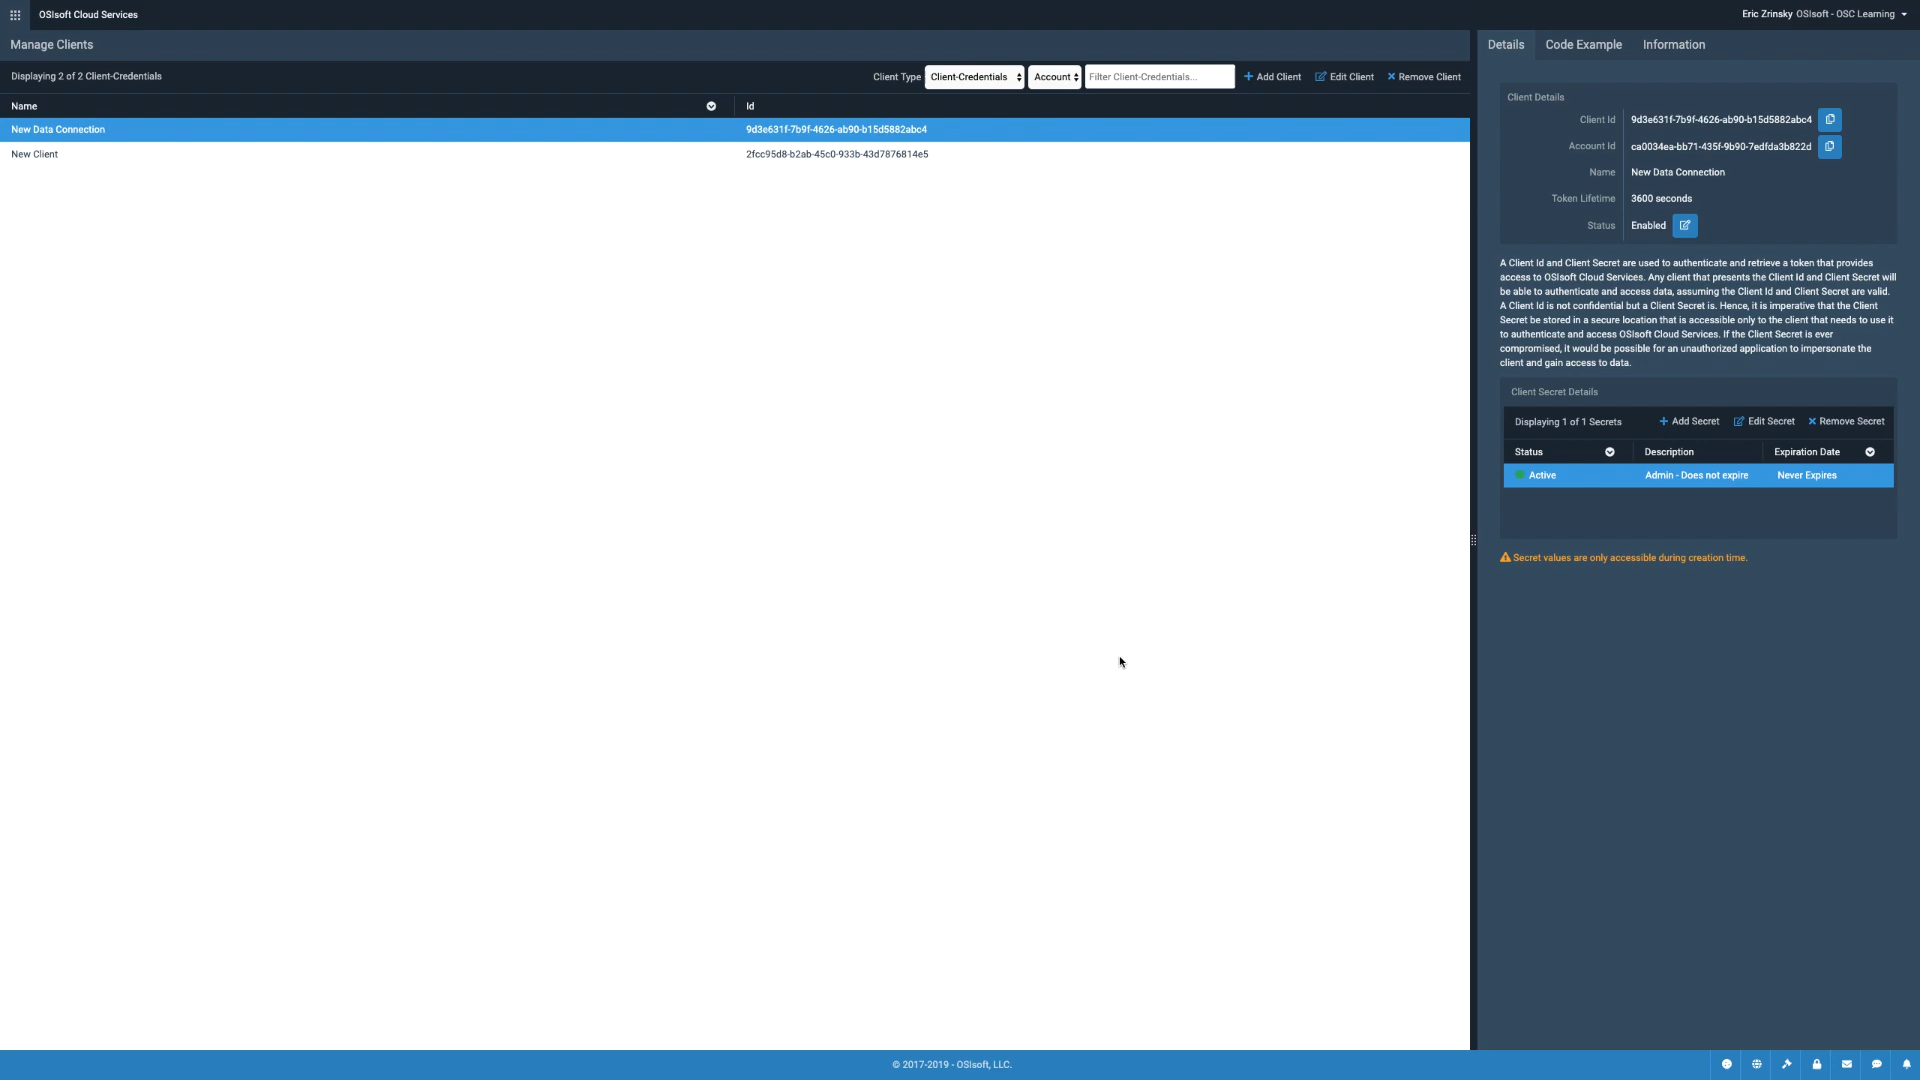 OSIsoft Cloud Services
Eric Zrinsky OSIsoft - OSC Learning
Manage Clients
Details Code Example Information
Displaying 2 of 2 Client-Credentials
Client Type Client-Credentials Account Filter Client-Credentials... Add Client Edit Client Remove Client
Name Id
New Data Connection 9d3e631f-7b9f-4626-ab90-b15d5882abc4
New Client 2fcc95d8-b2ab-45c0-933b-43d7876814e5
Client Details
Client Id 9d3e631f-7b9f-4626-ab90-b15d5882abc4
Account Id ca0034ea-bb71-435f-9b90-7edfda3b822d
Name New Data Connection
Token Lifetime 3600 seconds
Status Enabled
A Client Id and Client Secret are used to authenticate and retrieve a token that provides
access to OSIsoft Cloud Services. Any client that presents the Client Id and Client Secret will
be able to authenticate and access data, assuming the Client Id and Client Secret are valid.
A Client Id is not confidential but a Client Secret is. Hence, it is imperative that the Client
Secret be stored in a secure location that is accessible only to the client that needs to use it
to authenticate and access OSIsoft Cloud Services. If the Client Secret is ever
compromised, it would be possible for an unauthorized application to impersonate the
client and gain access to data.
Client Secret Details
Displaying 1 of 1 Secrets Add Secret Edit Secret Remove Secret
Status Description Expiration Date
Active Admin - Does not expire Never Expires
Secret values are only accessible during creation time.
© 2017-2019 - OSIsoft, LLC.